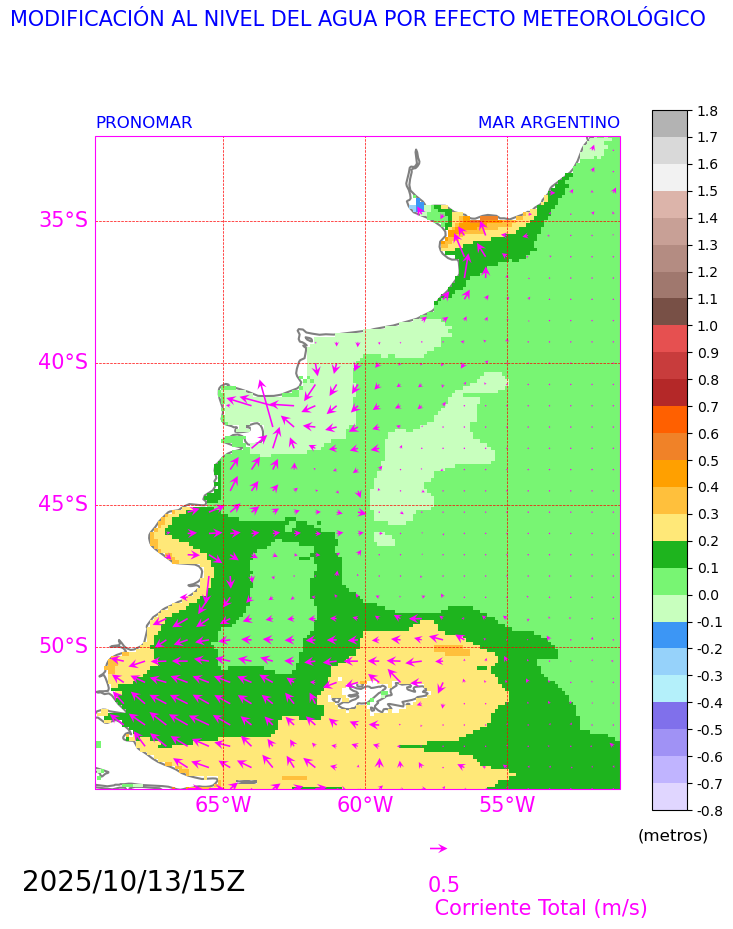 MODIFICACIÓN AL NIVEL DEL AGUA POR EFECTO METEOROLÓGICO
PRONOMAR MAR ARGENTINO
35°S
40°S
45°S
50°S
65°W 60°W 55°W
1.8
1.7
1.6
1.5
1.4
1.3
1.2
1.1
1.0
0.9
0.8
0.7
0.6
0.5
0.4
0.3
0.2
0.1
0.0
-0.1
-0.2
-0.3
-0.4
-0.5
-0.6
-0.7
-0.8
(metros)
2025/10/13/15Z
0.5
Corriente Total (m/s)